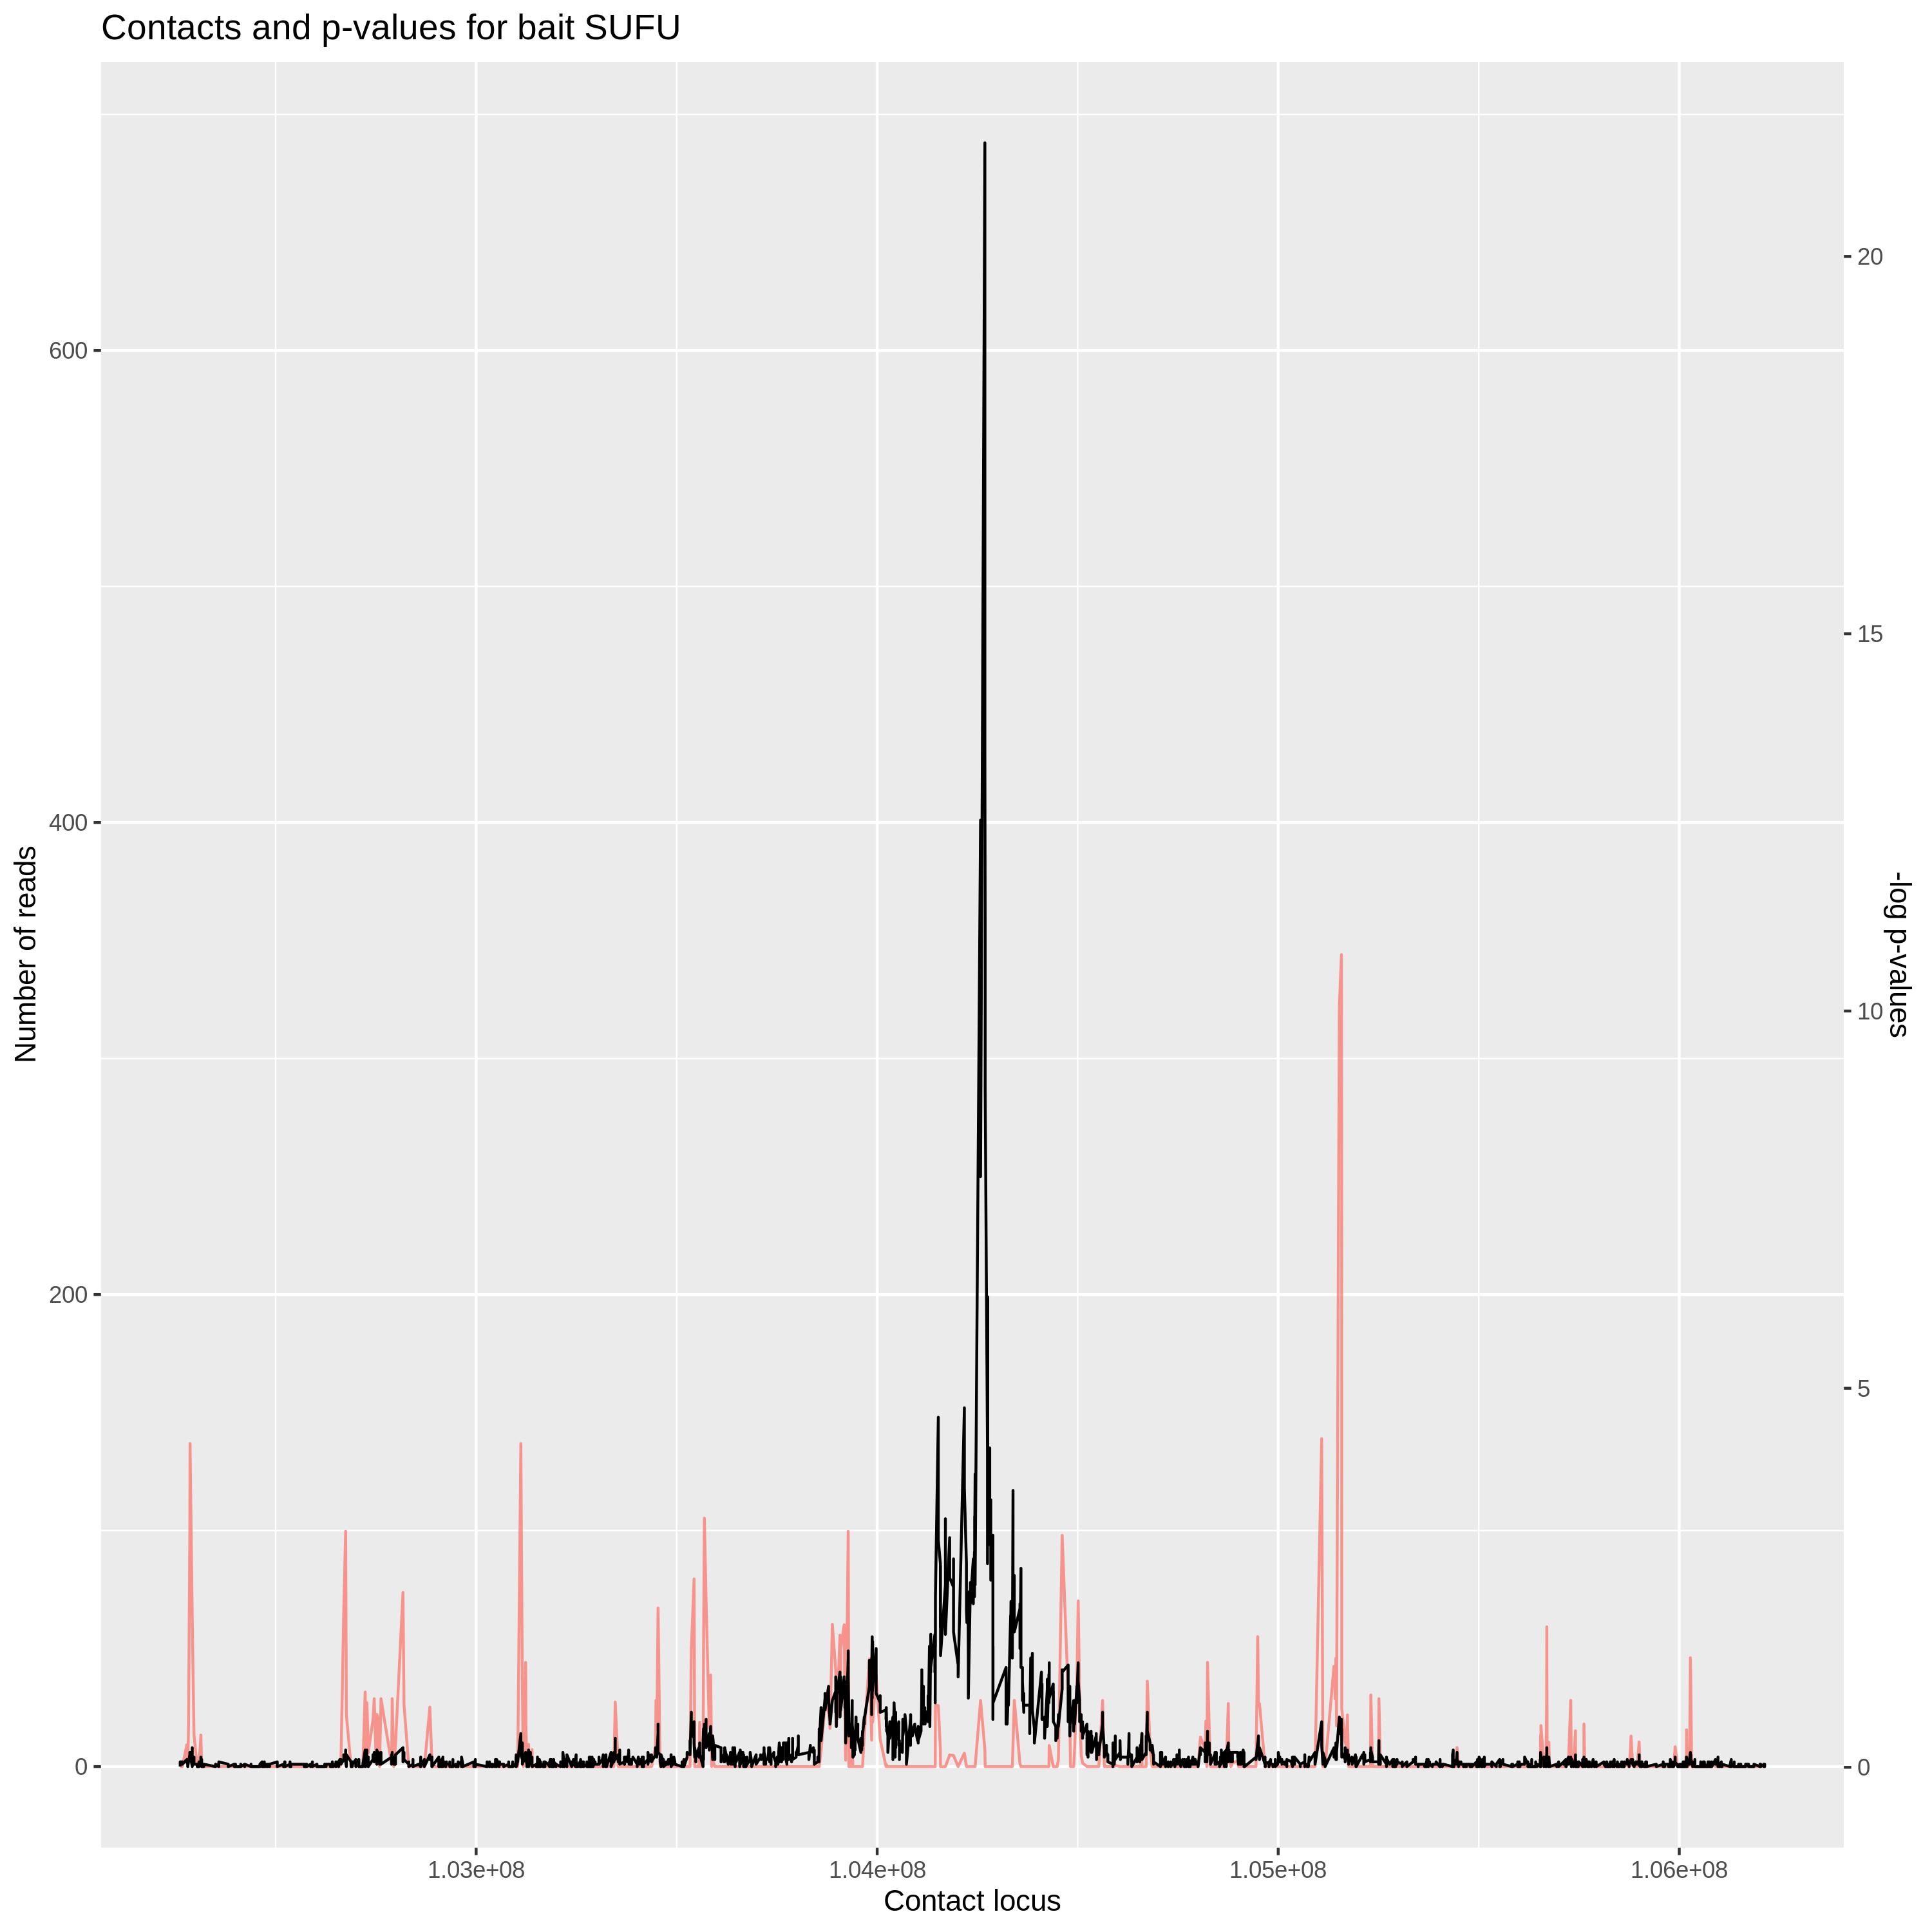 Contacts and p-values for bait SUFU
Number of reads
600
400
200
0
20
15
10
5
0
-log p-values
1.03e+08
1.04e+08
1.05e+08
1.06e+08
Contact locus